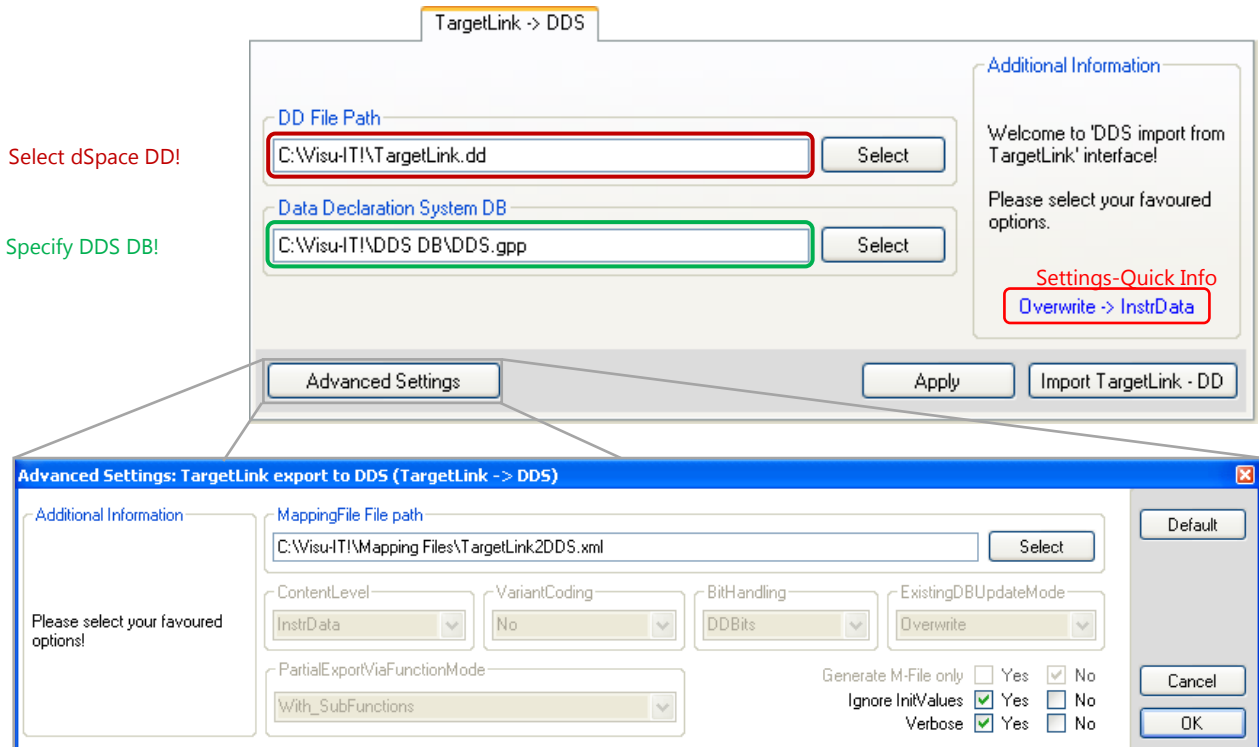 TargetLink -> DDS
Additional Information
DD File Path
Select dSpace DD!
C:\Visu-IT!\TargetLink.dd
Select
Welcome to 'DDS import from
TargetLink' interface!
Data Declaration System DB
Please select your favoured
options.
Specify DDS DB!
C:\Visu-IT!\DDS DB\DDS.gpp
Select
Settings-Quick Info
Overwrite -> InstrData
Advanced Settings
Apply
Import TargetLink - DD
Advanced Settings: TargetLink export to DDS (TargetLink -> DDS)
Additional Information
Please select your favoured
options!
MappingFile File path
C:\Visu-IT!\Mapping Files\TargetLink2DDS.xml
Select
Default
ContentLevel
InstrData
VariantCoding
No
BitHandling
DDBits
ExistingDBUpdateMode
Overwrite
PartialExportViaFunctionMode
With_SubFunctions
Generate M-File only Yes No
Ignore InitValues Yes No
Verbose Yes No
Cancel
OK